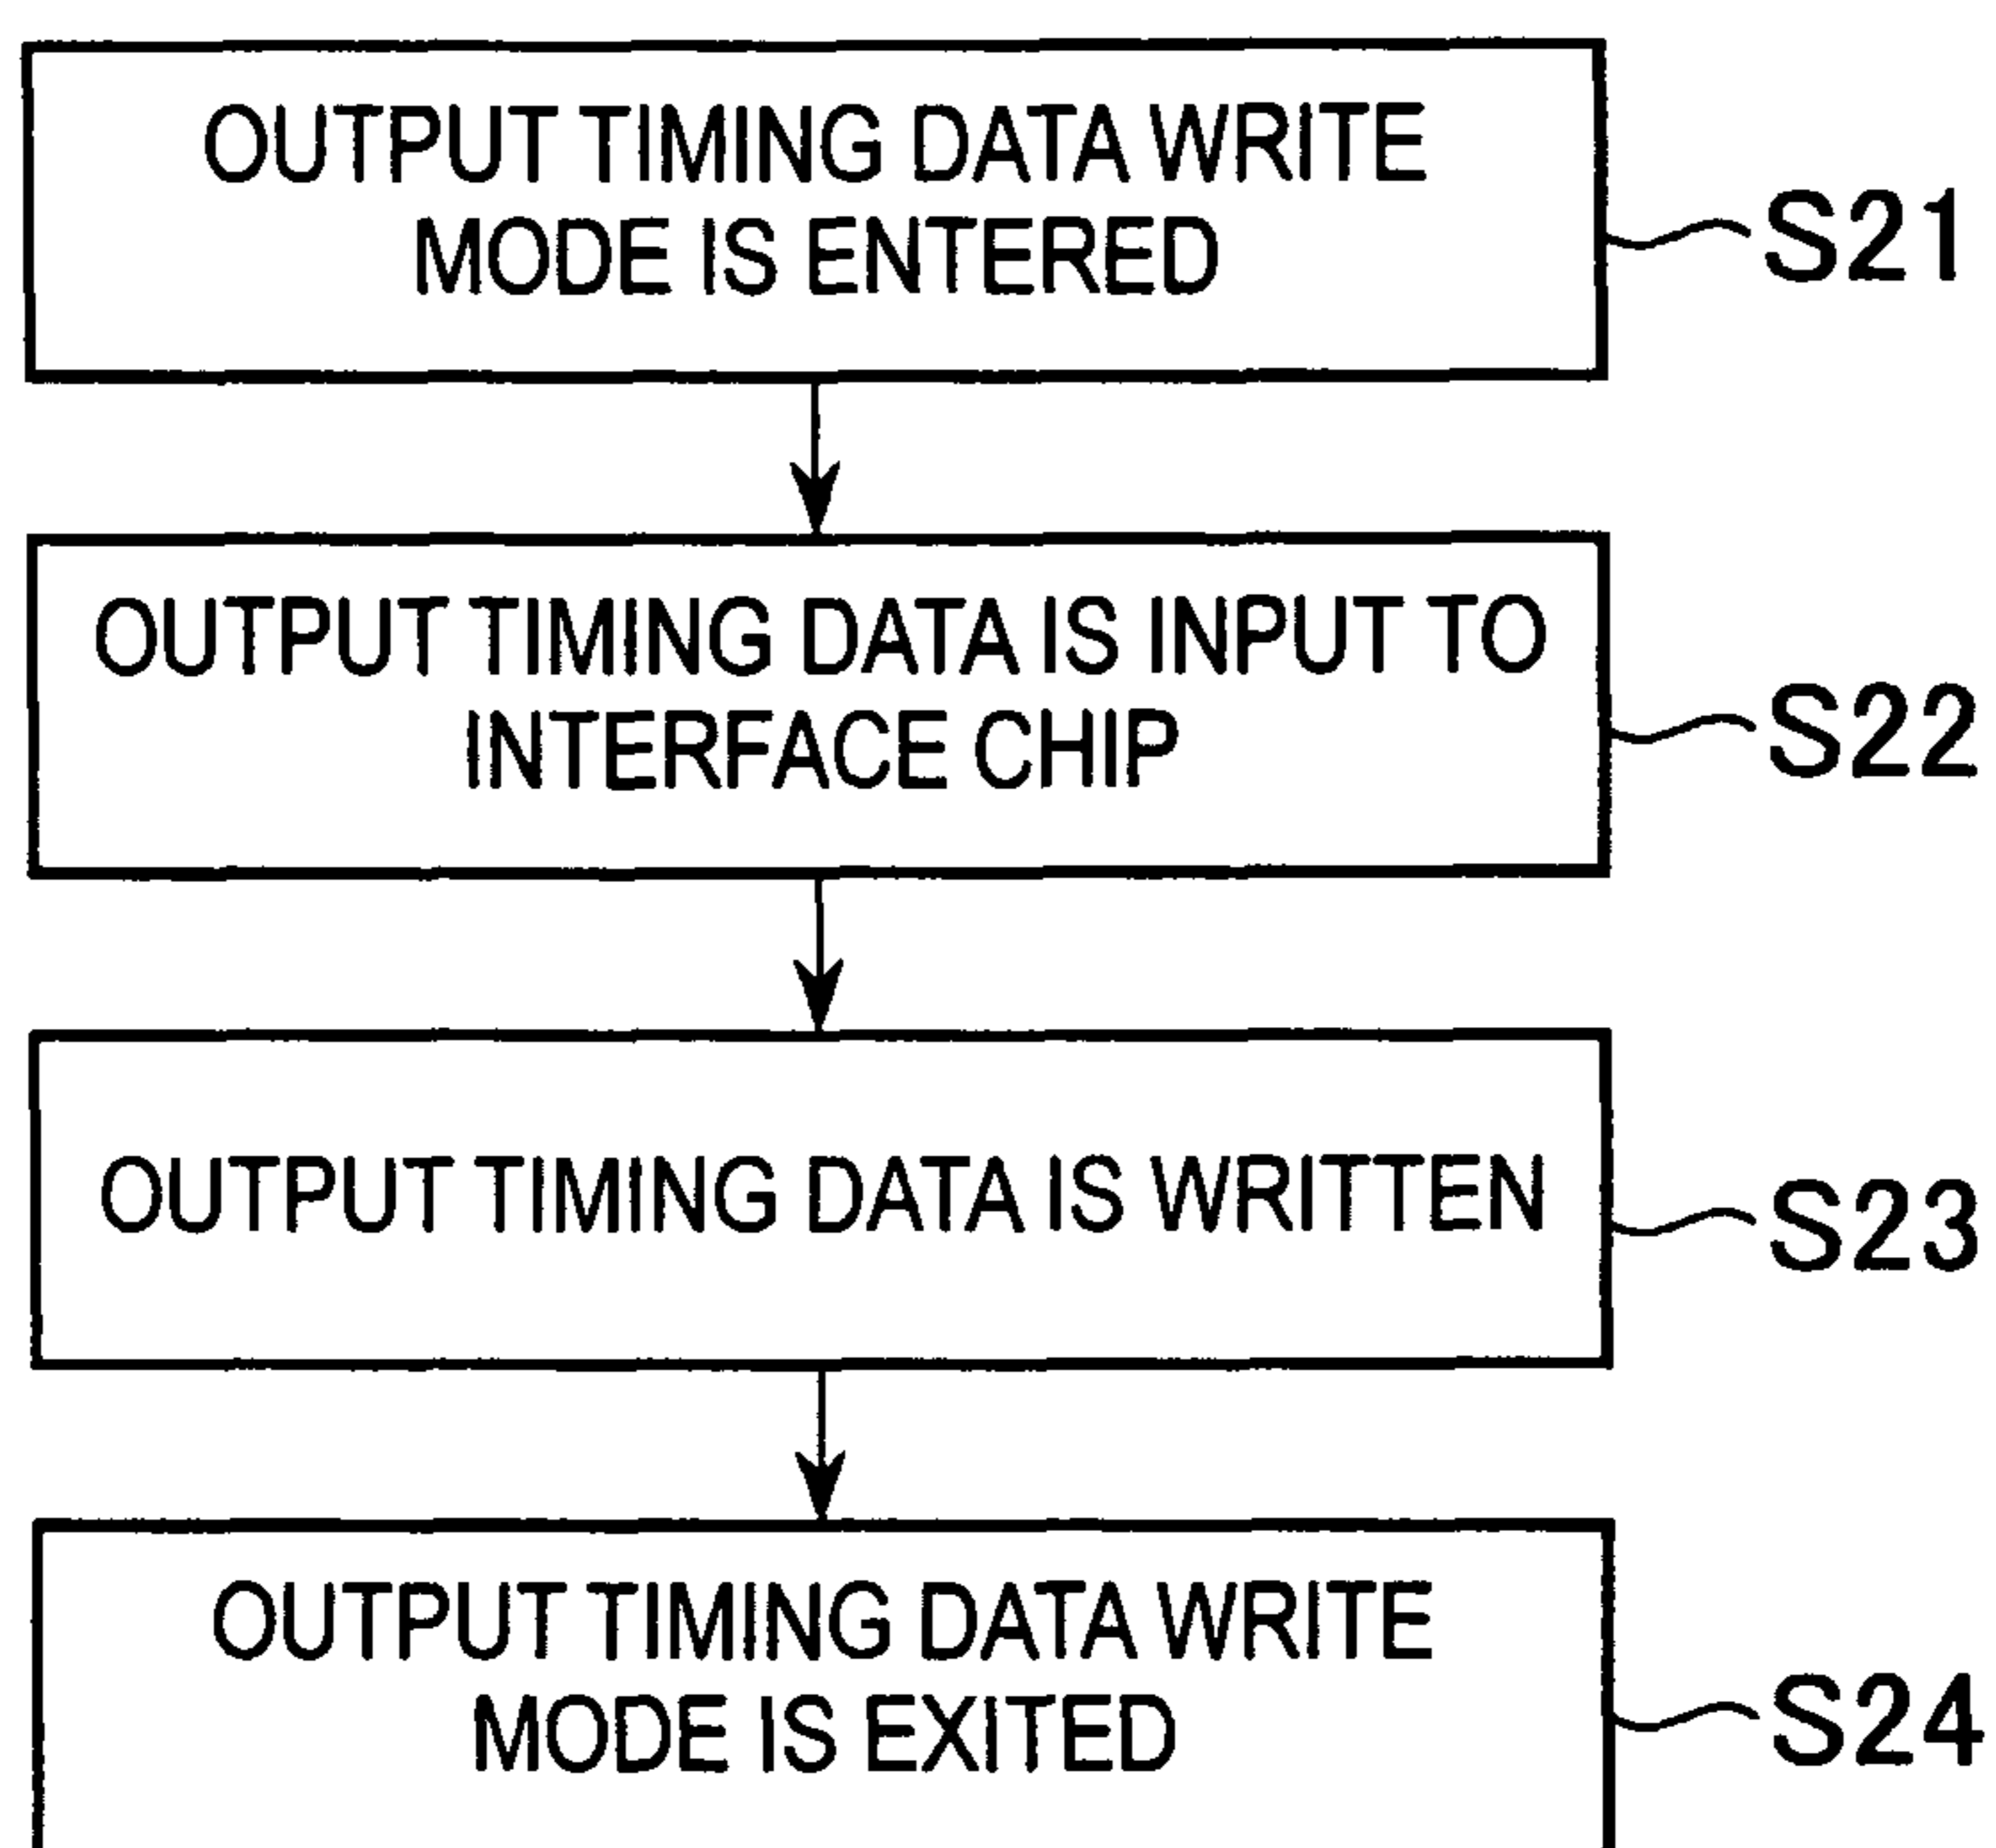 OUTPUT TIMING DATA WRITE
MODE IS ENTERED
S21
OUTPUT TIMING DATA IS INPUT TO
INTERFACE CHIP
S22
OUTPUT TIMING DATA IS WRITTEN
S23
OUTPUT TIMING DATA WRITE
MODE IS EXITED
S24